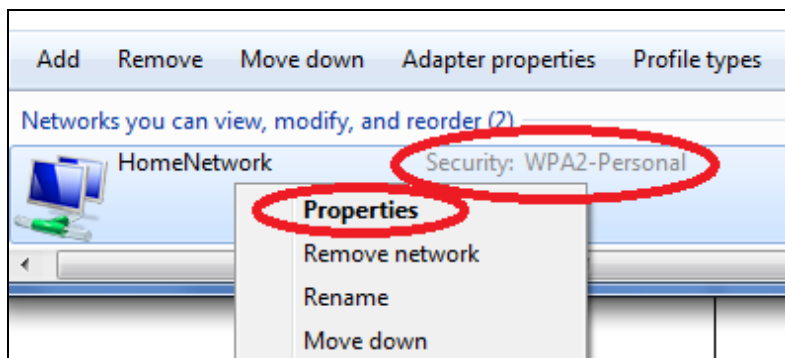 Add Remove Move down Adapter properties Profile types
Networks you can view, modify, and reorder (2)
HomeNetwork Security: WPA2-Personal
Properties
Remove network
Rename
Move down